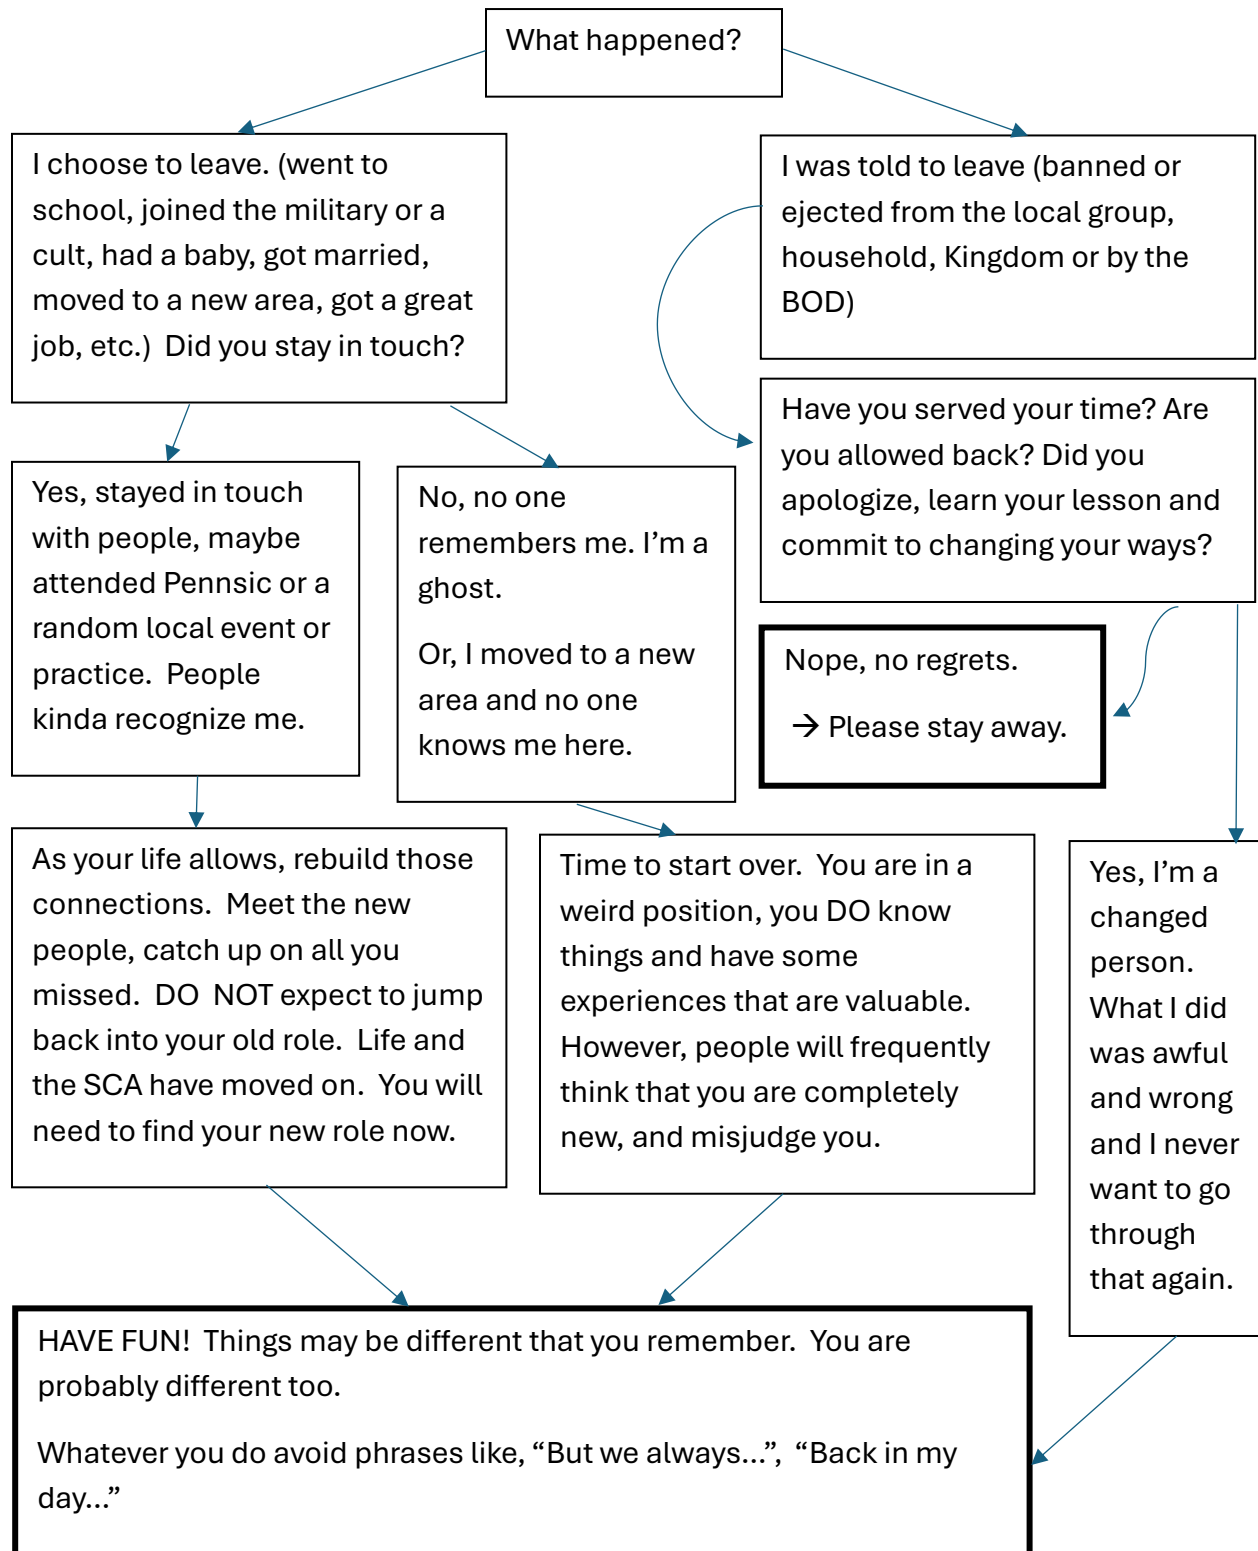 What happened?
I choose to leave. (went to
school, joined the military or a
cult, had a baby, got married,
moved to a new area, got a great
job, etc.)  Did you stay in touch?
I was told to leave (banned or
ejected from the local group,
household, Kingdom or by the
BOD)
Have you served your time? Are
you allowed back? Did you
apologize, learn your lesson and
commit to changing your ways?
Yes, stayed in touch
with people, maybe
attended Pennsic or a
random local event or
practice.  People
kinda recognize me.
No, no one
remembers me. I’m a
ghost.
Or, I moved to a new
area and no one
knows me here.
Nope, no regrets.
→ Please stay away.
As your life allows, rebuild those
connections.  Meet the new
people, catch up on all you
missed.  DO  NOT expect to jump
back into your old role.  Life and
the SCA have moved on.  You will
need to find your new role now.
Time to start over.  You are in a
weird position, you DO know
things and have some
experiences that are valuable.
However, people will frequently
think that you are completely
new, and misjudge you.
Yes, I’m a
changed
person.
What I did
was awful
and wrong
and I never
want to go
through
that again.
HAVE FUN!  Things may be different that you remember.  You are
probably different too.
Whatever you do avoid phrases like, “But we always…”,  “Back in my
day…”